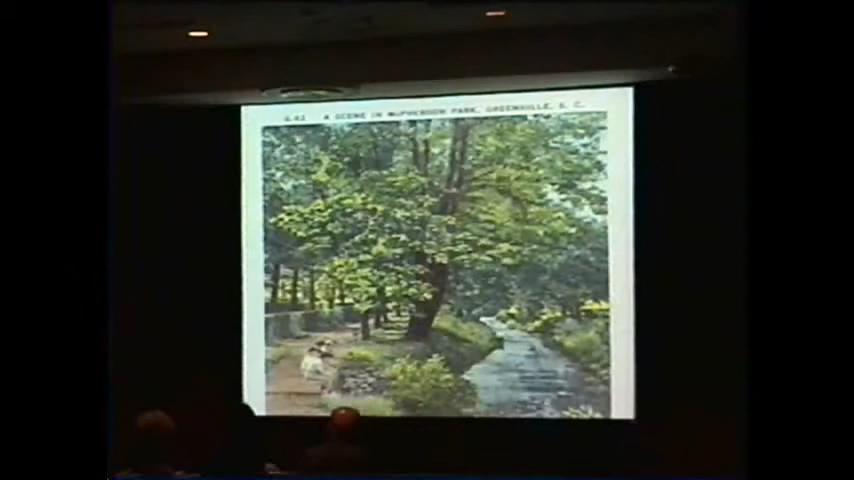 A SCENE IN McPHERSON PARK, GREENVILLE, S. C.